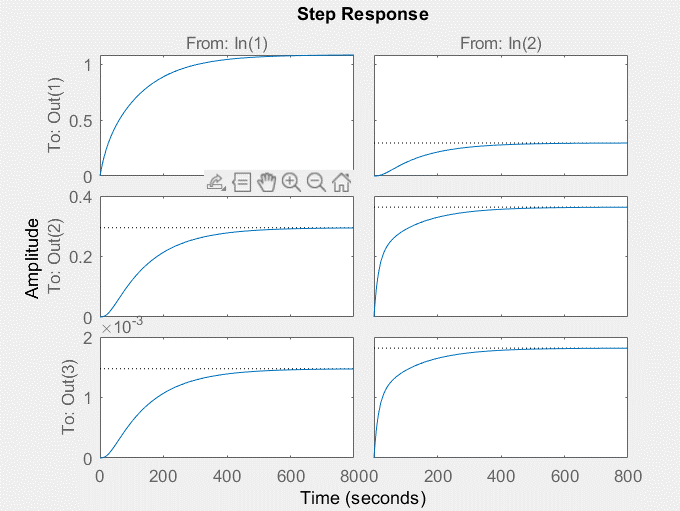 Step Response
From: In(1)
From: In(2)
To: Out(1)
1
0.5
0
Amplitude
To: Out(2)
0.4
0.2
0
×10^-3
To: Out(3)
2
1
0
0 200 400 600 800
0 200 400 600 800
Time (seconds)